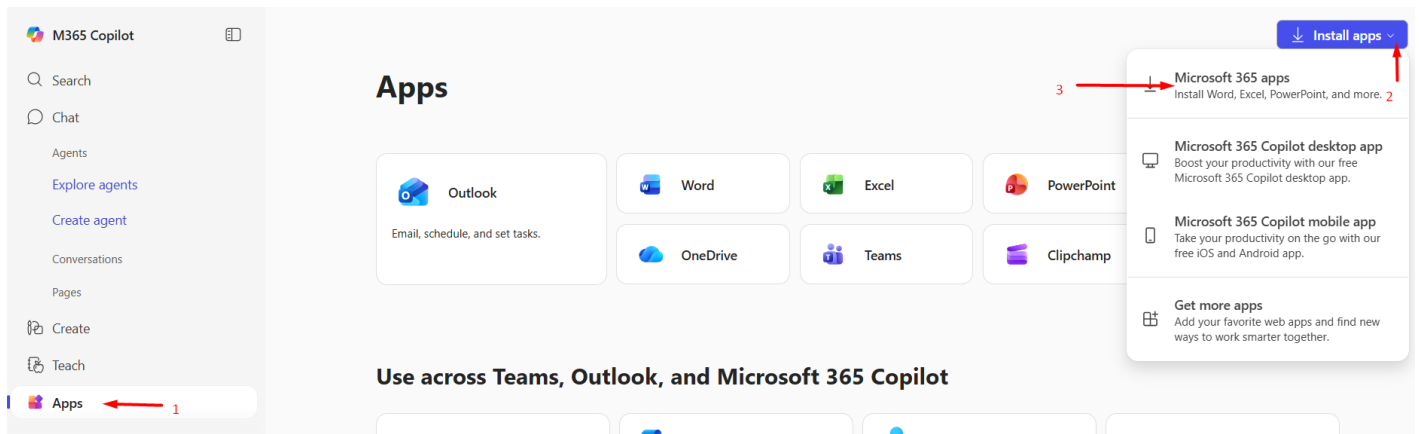 M365 Copilot
Search
Chat
Agents
Explore agents
Create agent
Conversations
Pages
Create
Teach
Apps
1
Apps
Outlook
Email, schedule, and set tasks.
Word
Excel
PowerPoint
OneDrive
Teams
Clipchamp
Use across Teams, Outlook, and Microsoft 365 Copilot
Install apps
2
3
Microsoft 365 apps
Install Word, Excel, PowerPoint, and more.
Microsoft 365 Copilot desktop app
Boost your productivity with our free
Microsoft 365 Copilot desktop app.
Microsoft 365 Copilot mobile app
Take your productivity on the go with our
free iOS and Android app.
Get more apps
Add your favorite web apps and find new
ways to work smarter together.